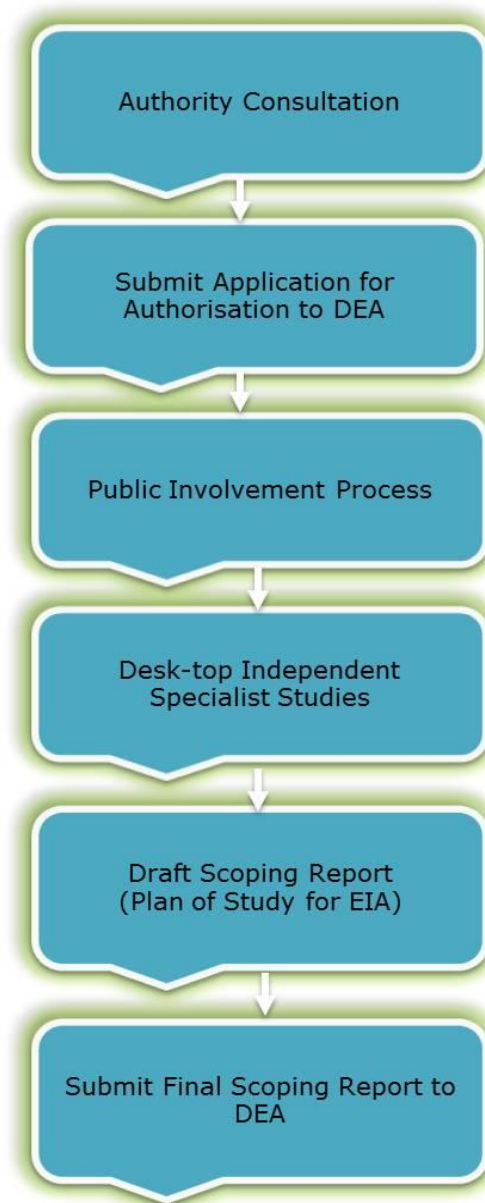 Authority Consultation
Submit Application for
Authorisation to DEA
Public Involvement Process
Desk-top Independent
Specialist Studies
Draft Scoping Report
(Plan of Study for EIA)
Submit Final Scoping Report to
DEA